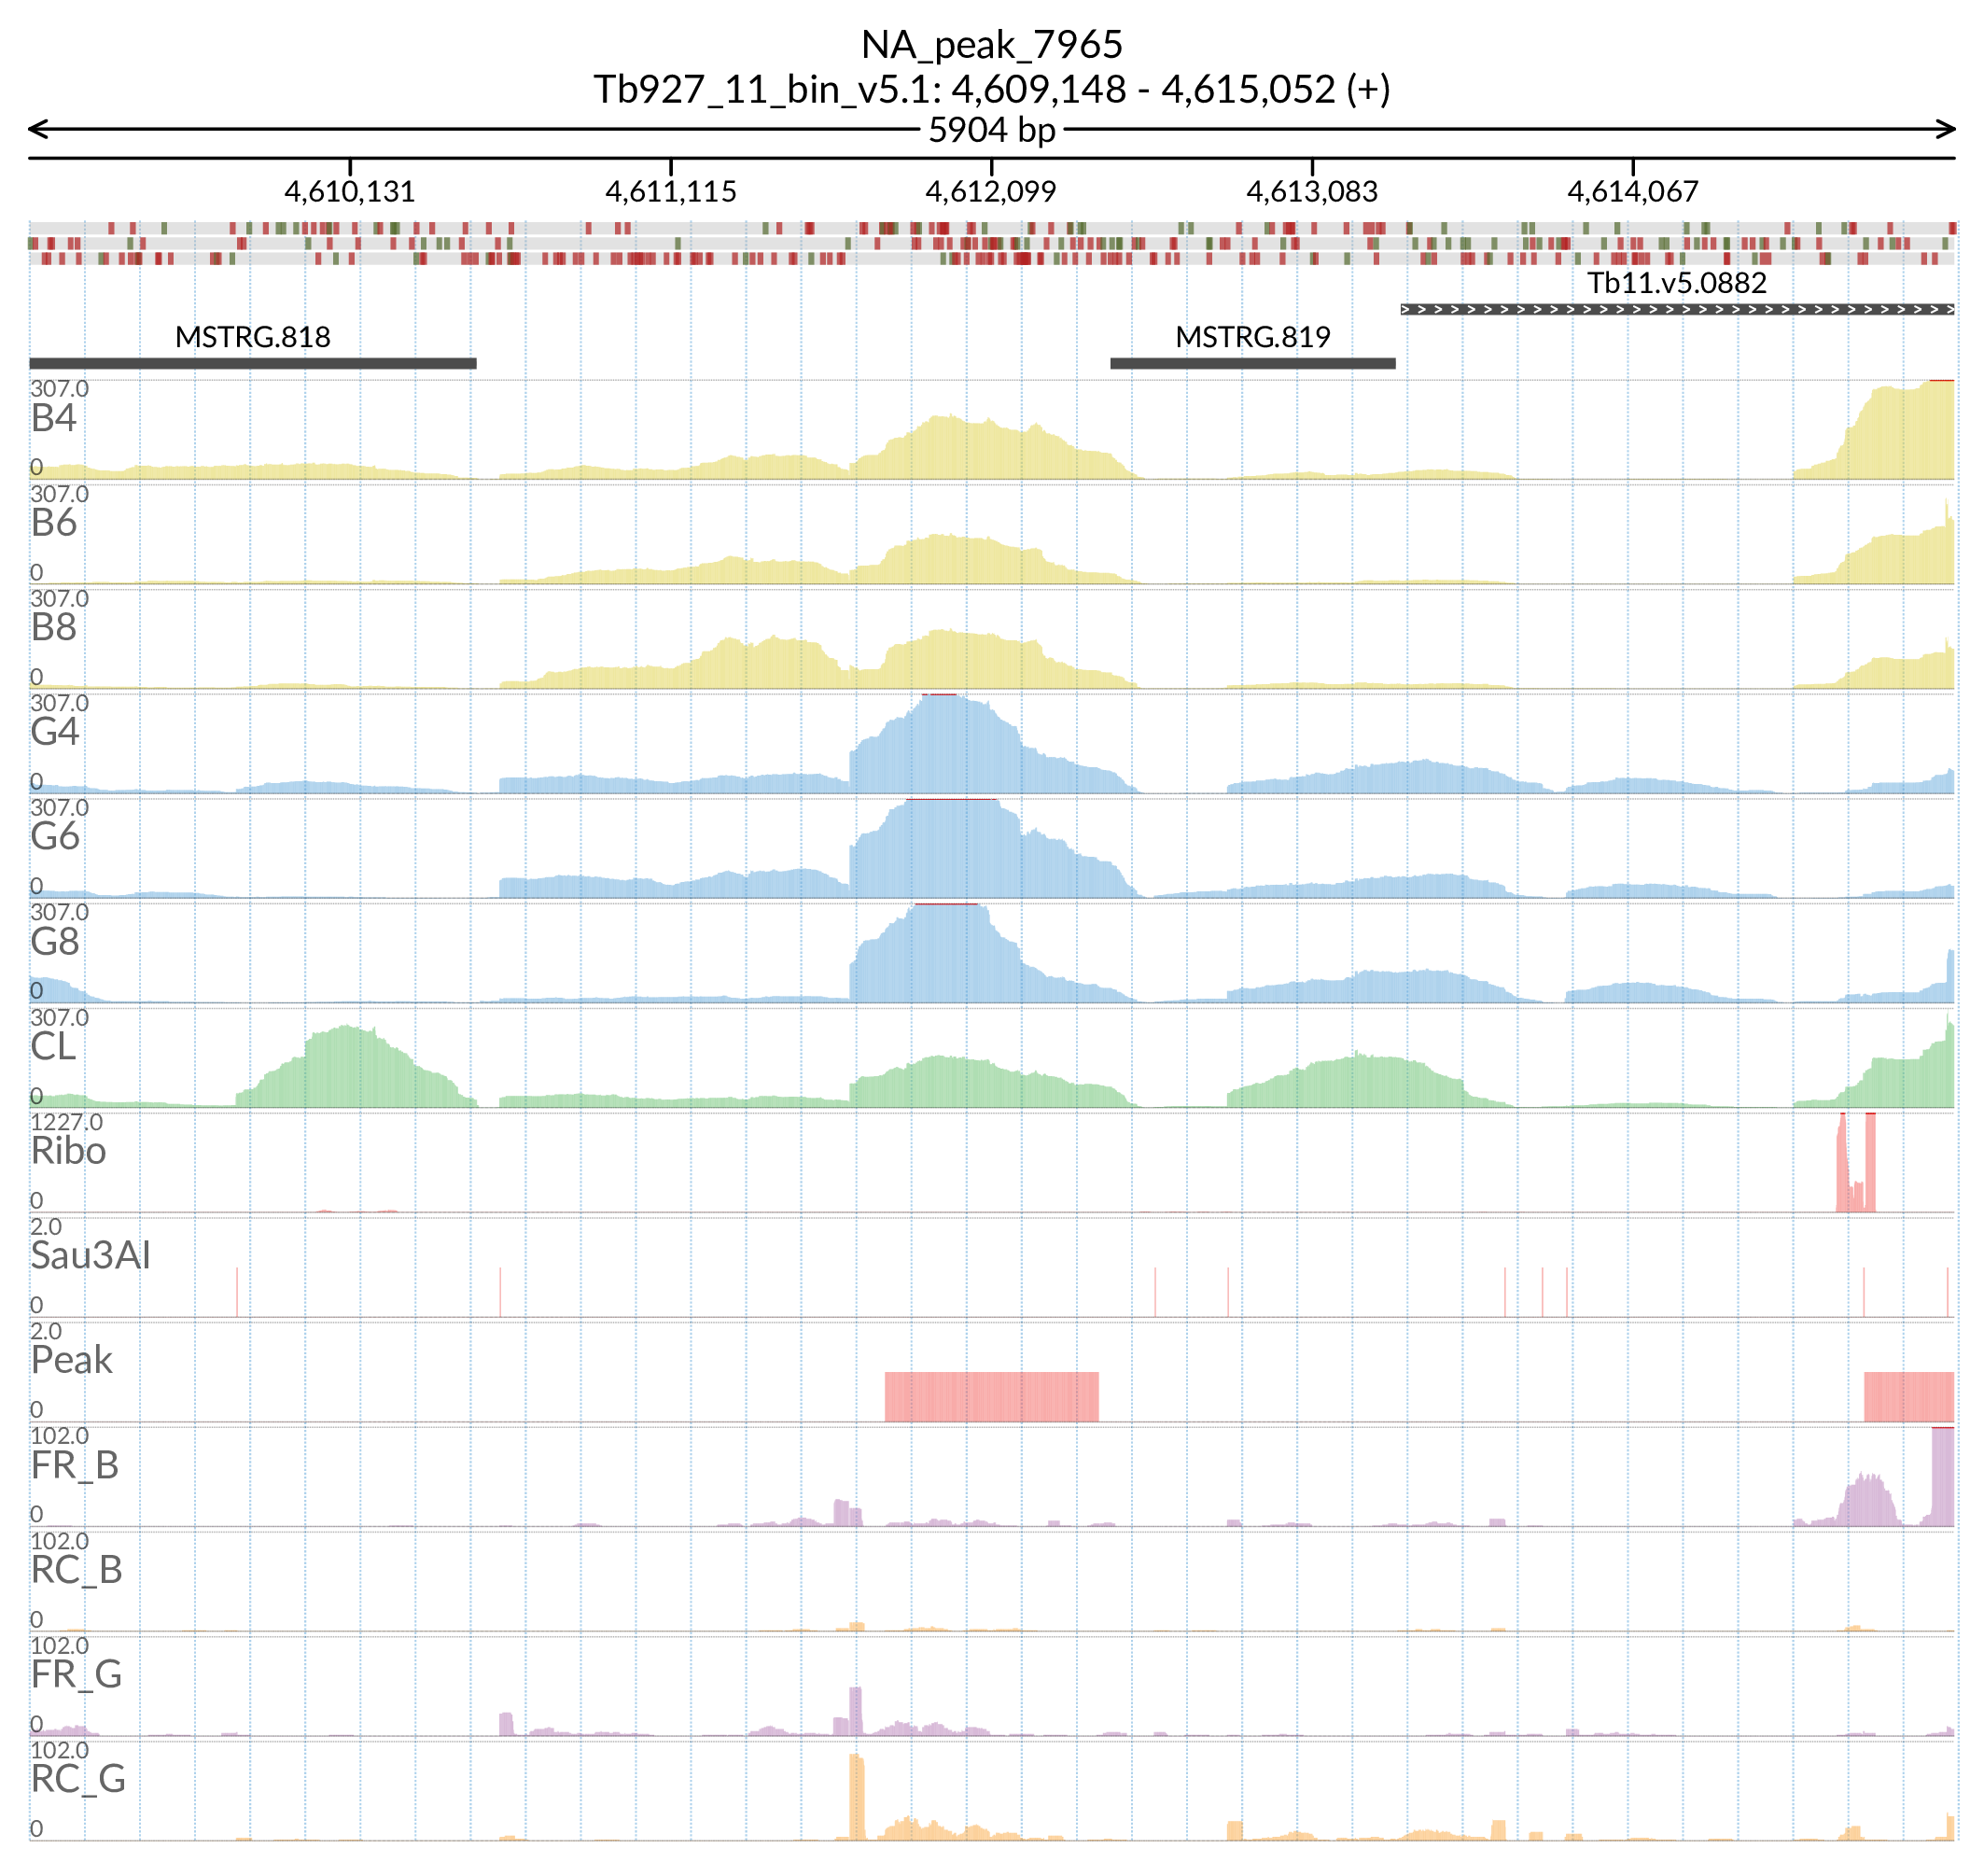 NA_peak_7965
Tb927_11_bin_v5.1: 4,609,148 - 4,615,052 (+)
5904 bp
4,610,131 4,611,115 4,612,099 4,613,083 4,614,067
Tb11.v5.0882
MSTRG.818 MSTRG.819
307.0
B4
0
307.0
B6
0
307.0
B8
0
307.0
G4
0
307.0
G6
0
307.0
G8
0
307.0
CL
0
1227.0
Ribo
0
2.0
Sau3AI
0
2.0
Peak
0
102.0
FR_B
0
102.0
RC_B
0
102.0
FR_G
0
102.0
RC_G
0